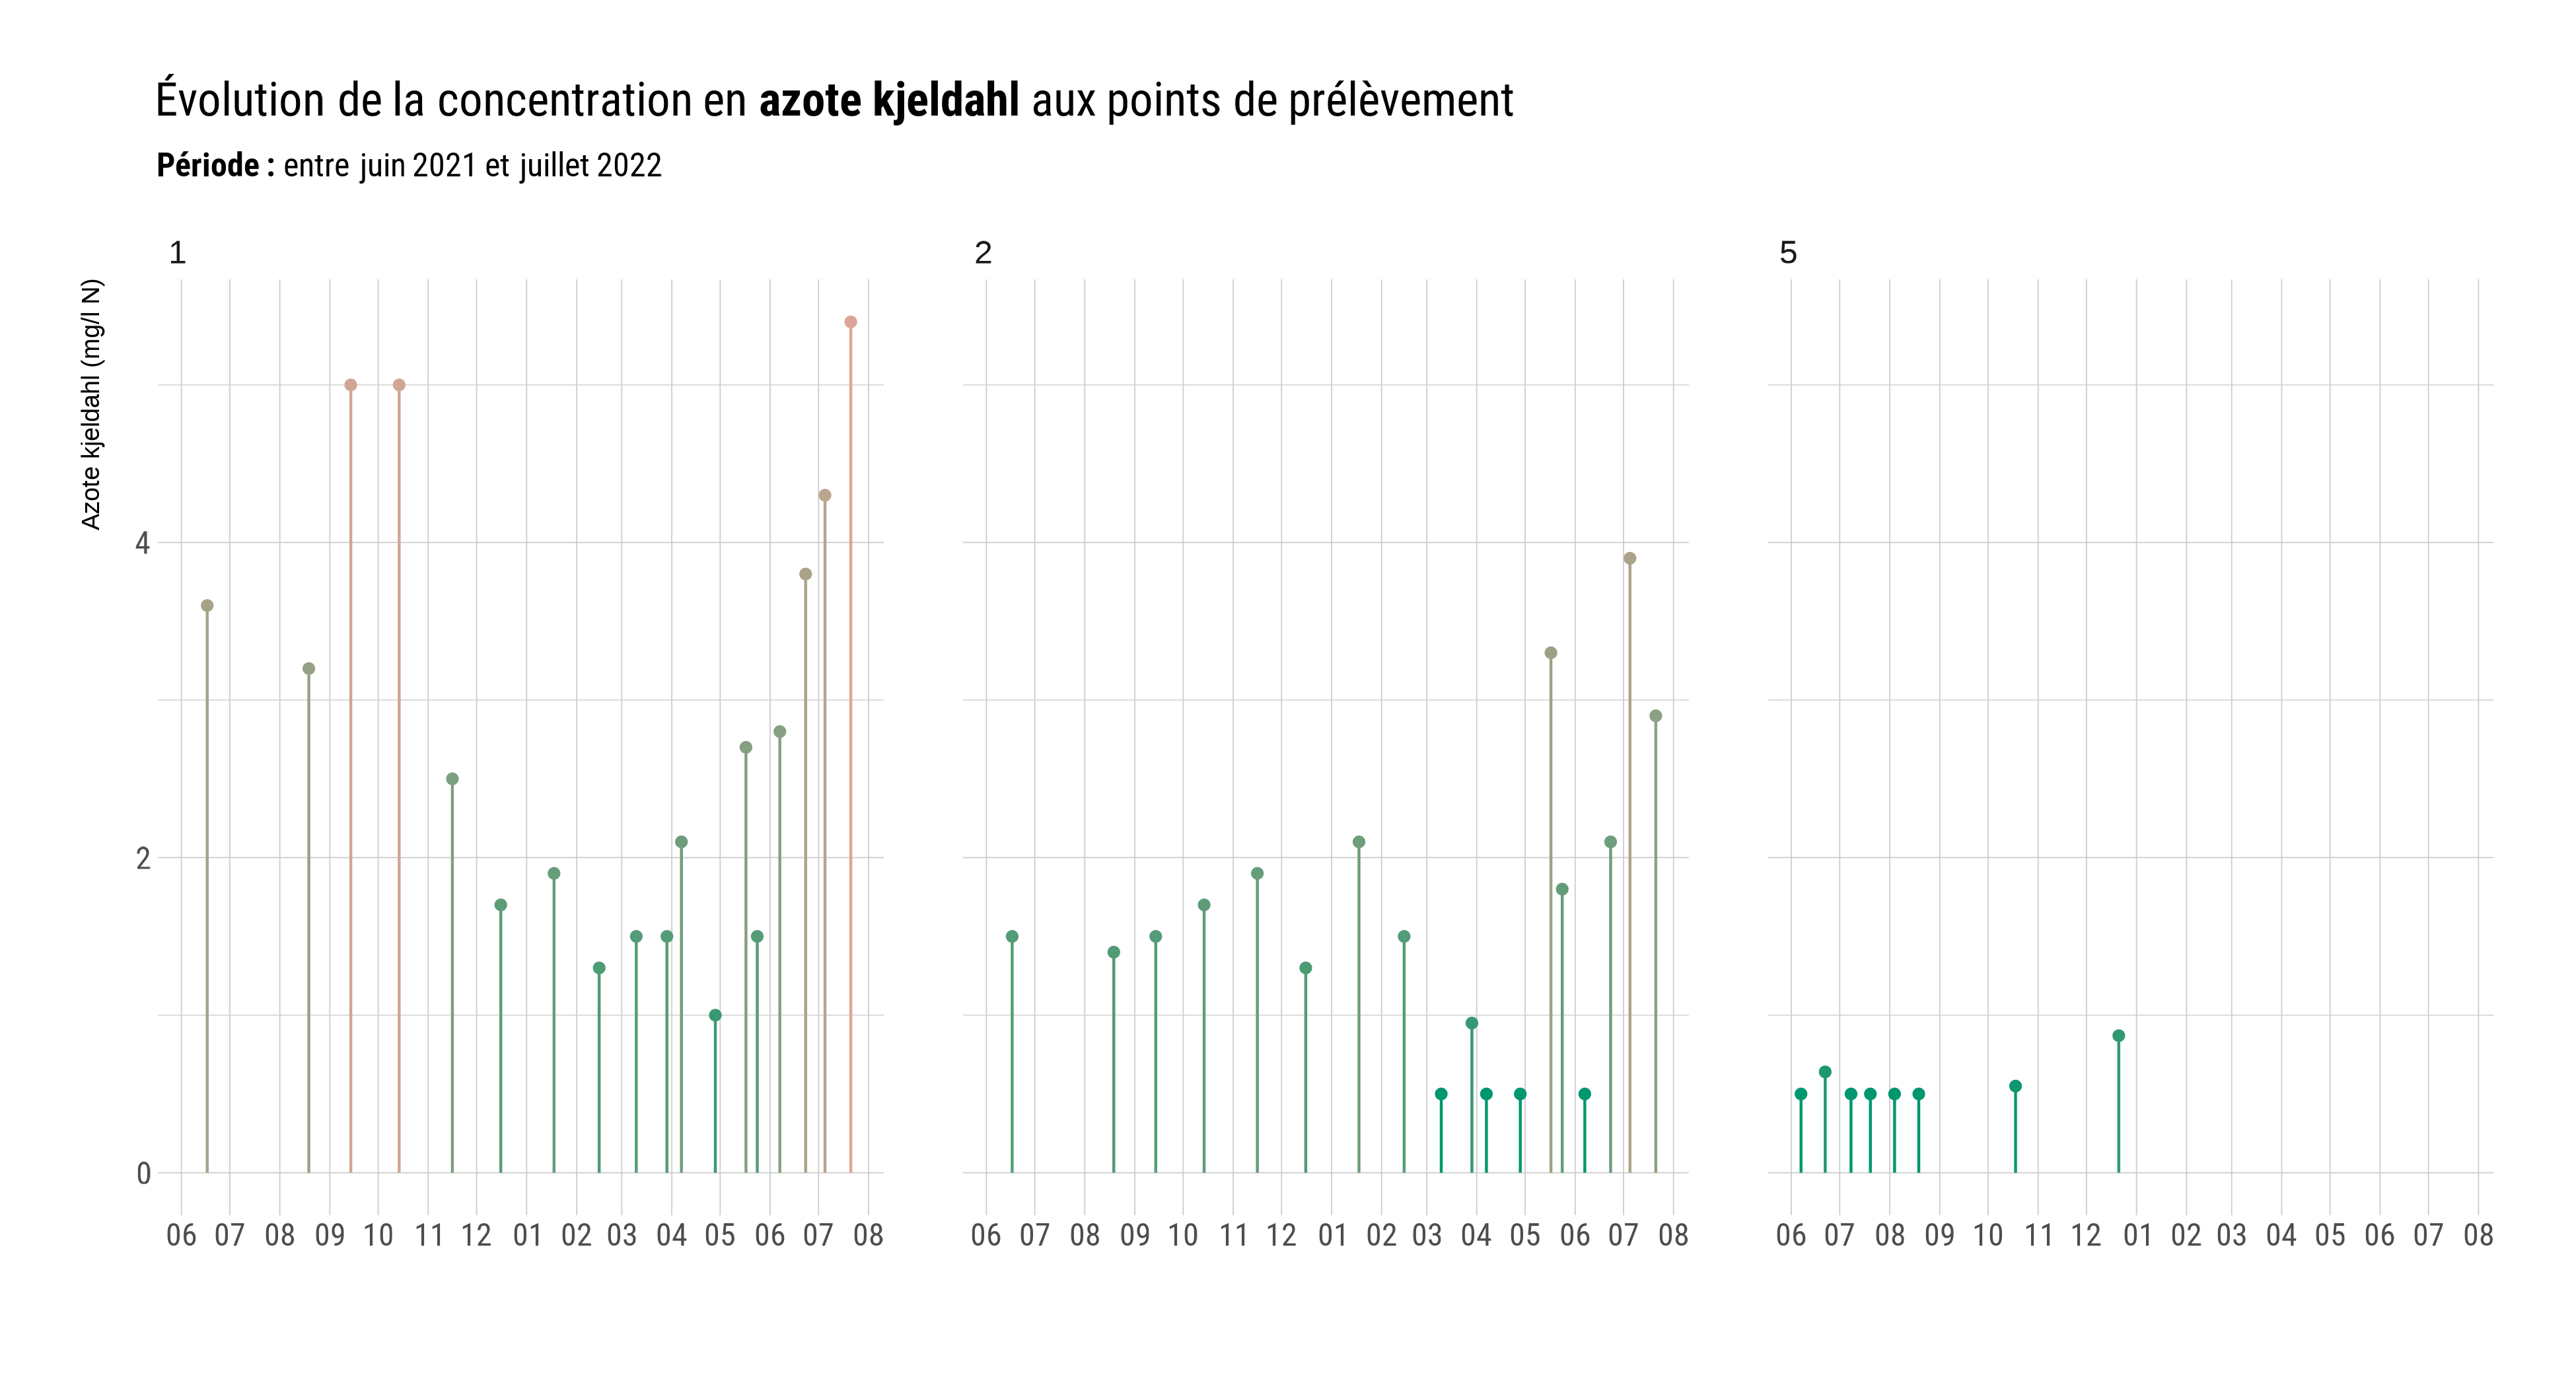 Évolution de la concentration en azote kjeldahl aux points de prélèvement
Période : entre juin 2021 et juillet 2022
1
2
5
Azote kjeldahl (mg/l N)
4
2
0
06 07 08 09 10 11 12 01 02 03 04 05 06 07 08
06 07 08 09 10 11 12 01 02 03 04 05 06 07 08
06 07 08 09 10 11 12 01 02 03 04 05 06 07 08